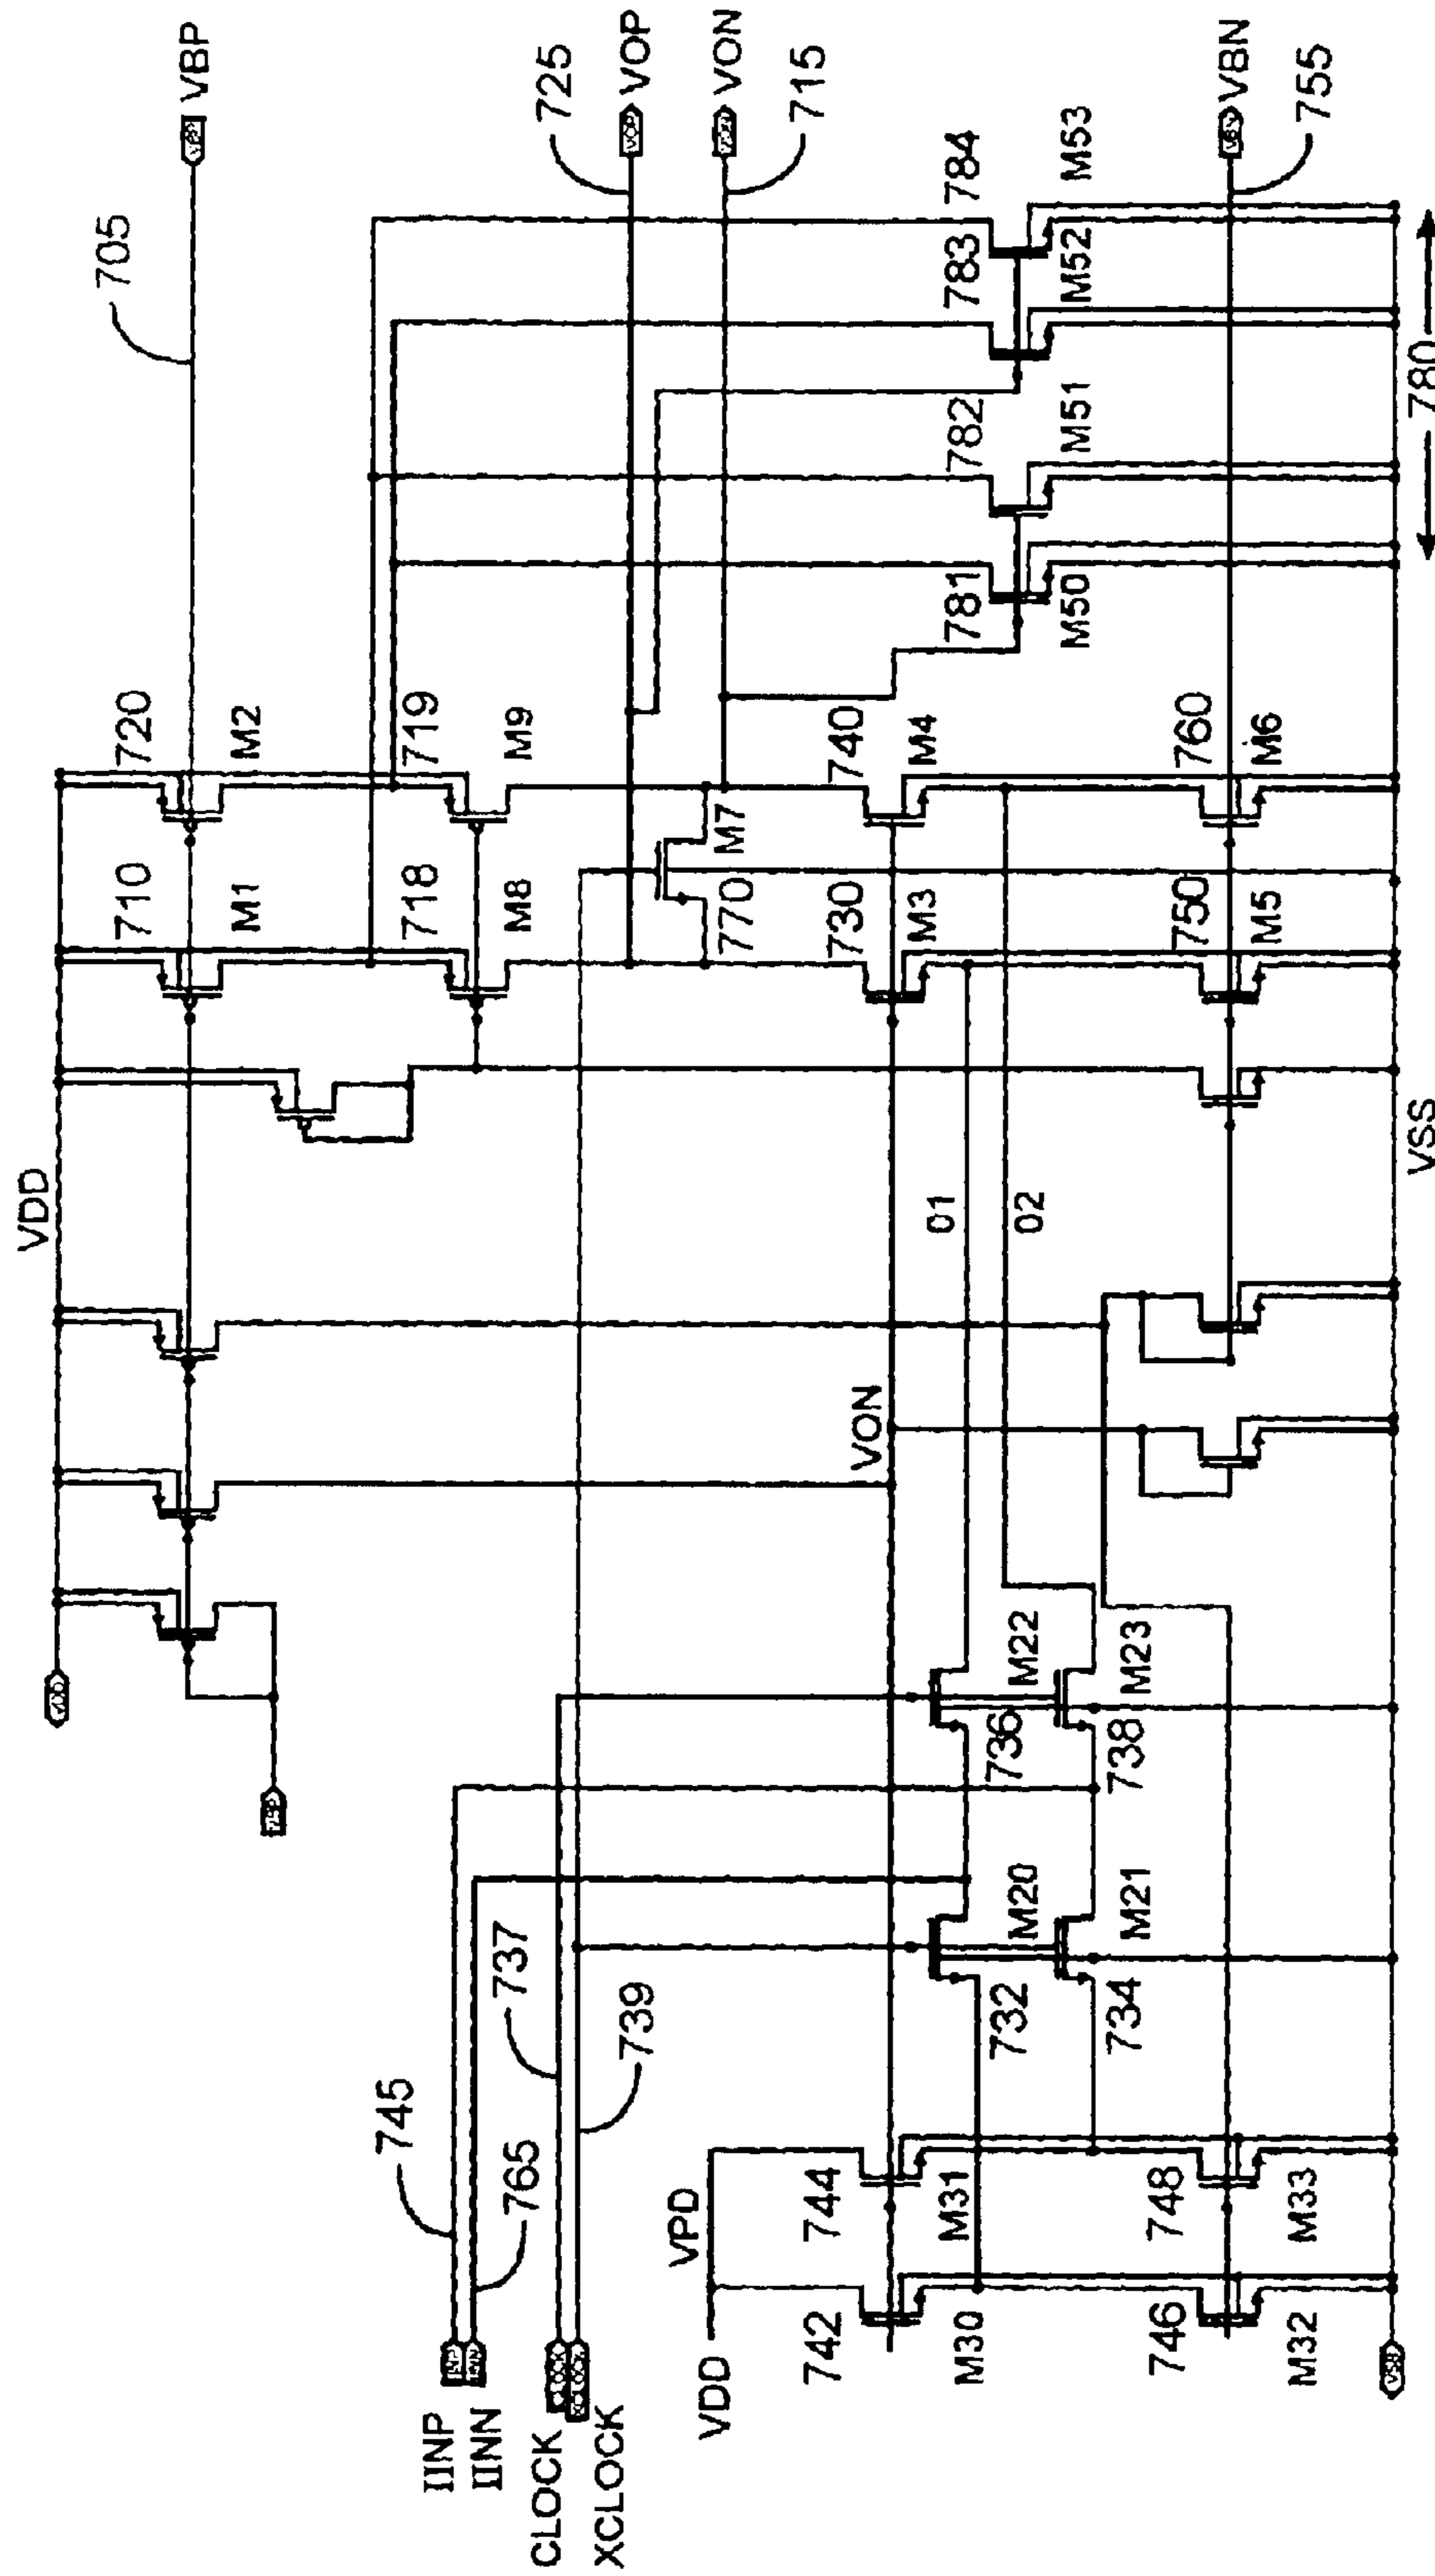 VDD
VBP
705
720
M2
710
M1
719
M9
718
M8
725
VOP
VON
715
M7
770
745
765
737
739
IINP
IINN
CLOCK
XCLOCK
VDD
VPD
VON
742
M30
744
M31
746
M32
748
M33
732
M20
734
M21
736
M22
738
M23
01
02
730
M3
740
M4
750
M5
760
M6
781
M50
782
M51
783
M52
784
M53
VBN
755
780
VSS